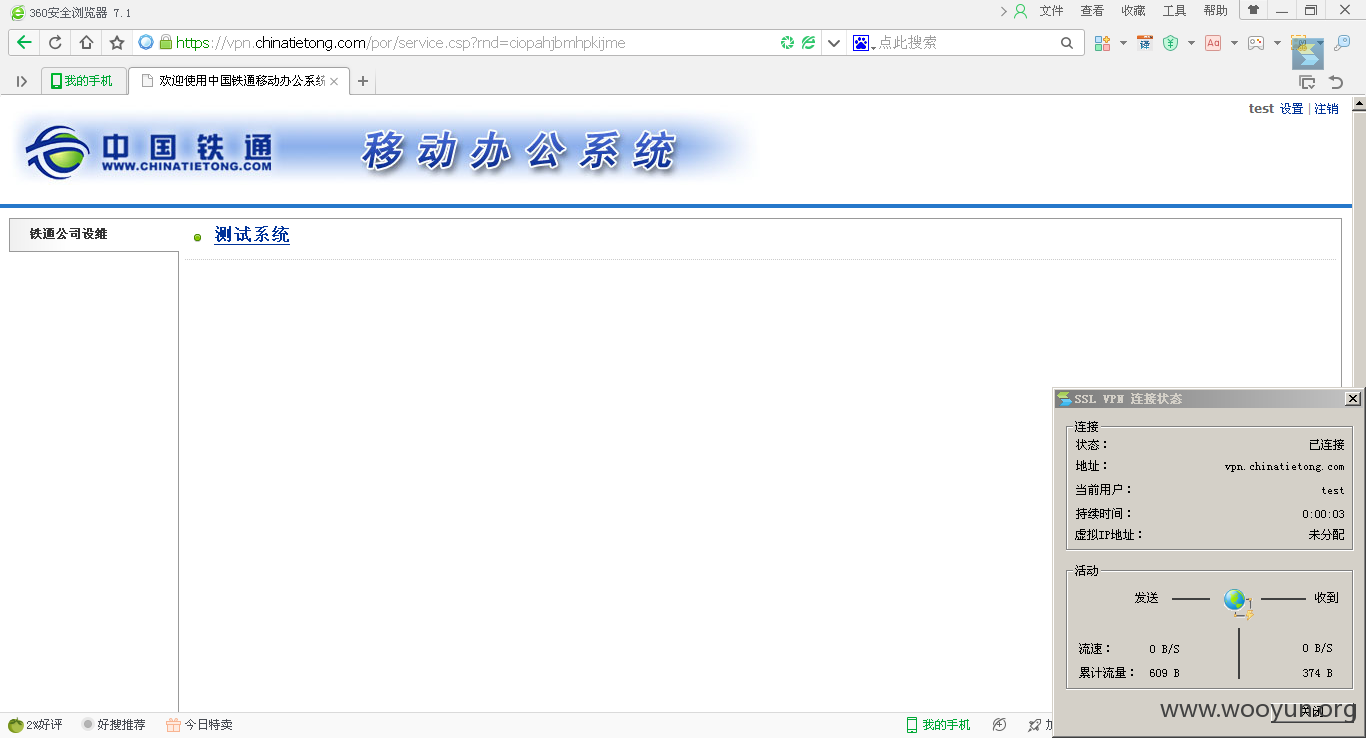 360安全浏览器 7.1
文件 查看 收藏 工具 帮助
https://vpn.chinatietong.com/por/service.csp?rnd=ciopahjbmhpkijme
点此搜索
我的手机
欢迎使用中国铁通移动办公系统
test 设置 | 注销
中国铁通
WWW.CHINATIETONG.COM
移动办公系统
铁通公司设维
测试系统
SSL VPN 连接状态
连接
状态： 已连接
地址： vpn.chinatietong.com
当前用户： test
持续时间： 0:00:03
虚拟IP地址： 未分配
活动
发送 收到
流速： 0 B/S 0 B/S
累计流量： 609 B 374 B
关闭
www.wooyun.org
2%好评 好搜推荐 今日特卖 我的手机